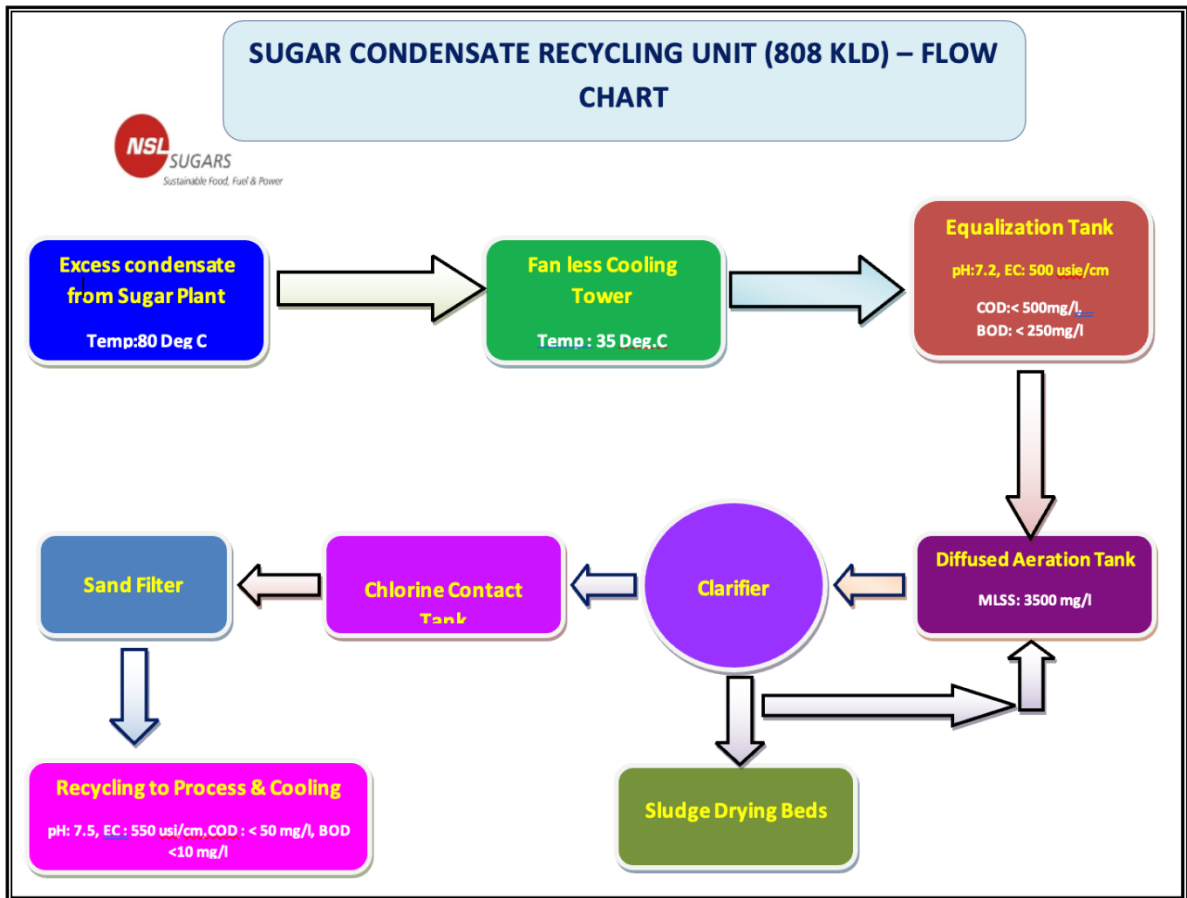 SUGAR CONDENSATE RECYCLING UNIT (808 KLD) – FLOW
CHART
NSL
SUGARS
Sustainable Food, Fuel & Power
Excess condensate
from Sugar Plant
Temp:80 Deg C
Fan less Cooling
Tower
Temp : 35 Deg.C
Equalization Tank
pH:7.2, EC: 500 usie/cm
COD:< 500mg/l,
BOD: < 250mg/l
Sand Filter
Chlorine Contact
Tank
Clarifier
Diffused Aeration Tank
MLSS: 3500 mg/l
Recycling to Process & Cooling
pH: 7.5, EC : 550 usi/cm,COD : < 50 mg/l, BOD
<10 mg/l
Sludge Drying Beds